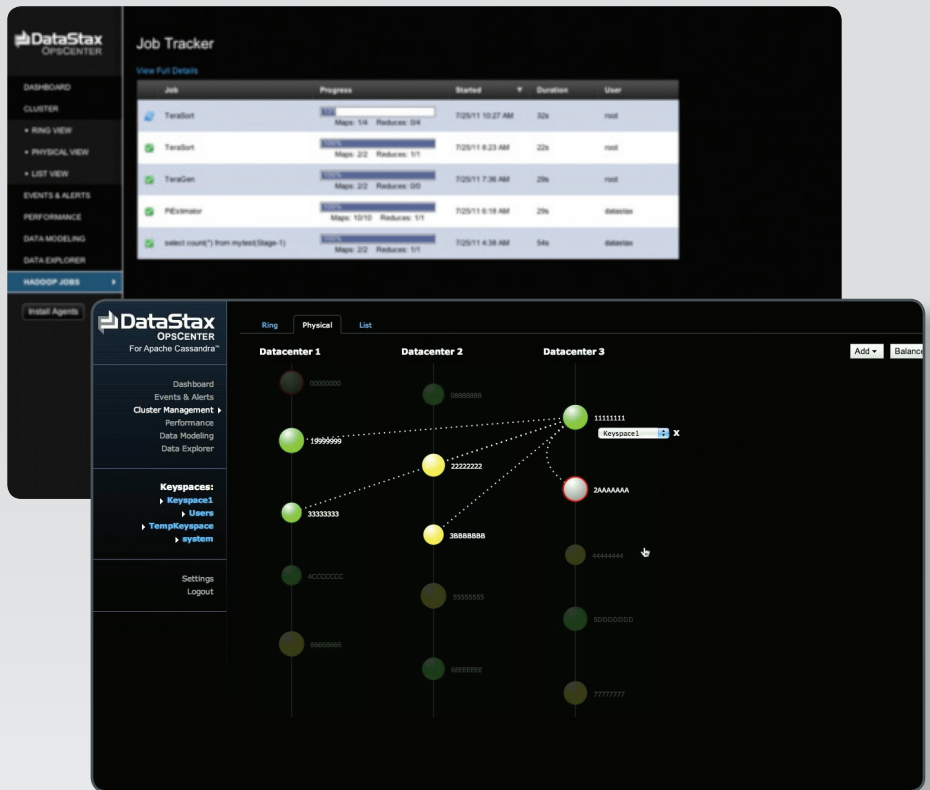 DataStax
OPSCENTER
Job Tracker
View Full Details
DASHBOARD
CLUSTER
• RING VIEW
• PHYSICAL VIEW
• LIST VIEW
EVENTS & ALERTS
PERFORMANCE
DATA MODELING
DATA EXPLORER
HADOOP JOBS
Install Agents
Job Progress Started Duration User
TeraSort Maps: 1/4 Reduces: 0/4 7/25/11 10:27 AM 32s root
TeraSort 100% Maps: 2/2 Reduces: 1/1 7/25/11 8:23 AM 22s root
TeraGen 100% Maps: 2/2 Reduces: 0/0 7/25/11 7:36 AM 29s root
PiEstimator 100% Maps: 10/10 Reduces: 1/1 7/25/11 6:18 AM 29s datastax
select count(*) from mytest(Stage-1) 100% Maps: 2/2 Reduces: 1/1 7/25/11 4:38 AM 54s datastax
DataStax
OPSCENTER
For Apache Cassandra™
Dashboard
Events & Alerts
Cluster Management
Performance
Data Modeling
Data Explorer
Keyspaces:
Keyspace1
Users
TempKeyspace
system
Settings
Logout
Ring Physical List
Add Balance
Datacenter 1 Datacenter 2 Datacenter 3
00000000
08888888
11111111
Keyspace1 X
19999999
22222222
2AAAAAAA
33333333
3BBBBBBB
44444444
4CCCCCCC
55555555
5DDDDDDD
66666666
6EEEEEEE
77777777